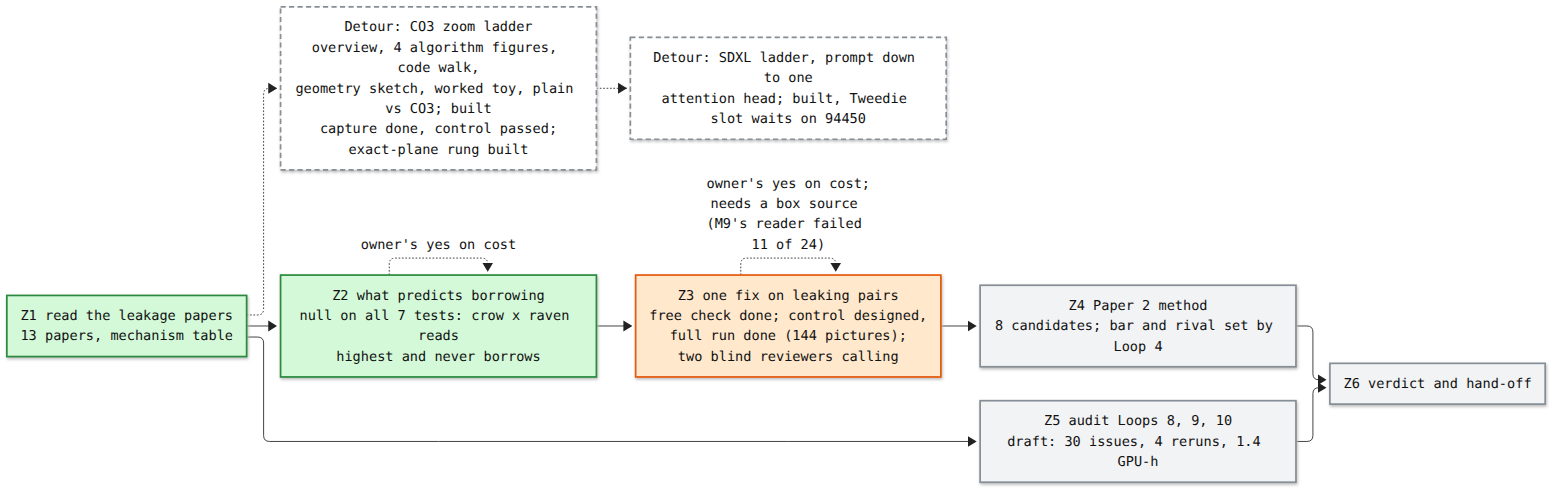 Detour: CO3 zoom ladder
overview, 4 algorithm figures,
code walk,
geometry sketch, worked toy, plain
vs CO3; built
capture done, control passed;
exact-plane rung built
Detour: SDXL ladder, prompt down
to one
attention head; built, Tweedie
slot waits on 94450
owner's yes on cost;
needs a box source
(M9's reader failed
11 of 24)
owner's yes on cost
Z1 read the leakage papers
13 papers, mechanism table
Z2 what predicts borrowing
null on all 7 tests: crow x raven
reads
highest and never borrows
Z3 one fix on leaking pairs
free check done; control designed,
full run done (144 pictures);
two blind reviewers calling
Z4 Paper 2 method
8 candidates; bar and rival set by
Loop 4
Z5 audit Loops 8, 9, 10
draft: 30 issues, 4 reruns, 1.4
GPU-h
Z6 verdict and hand-off